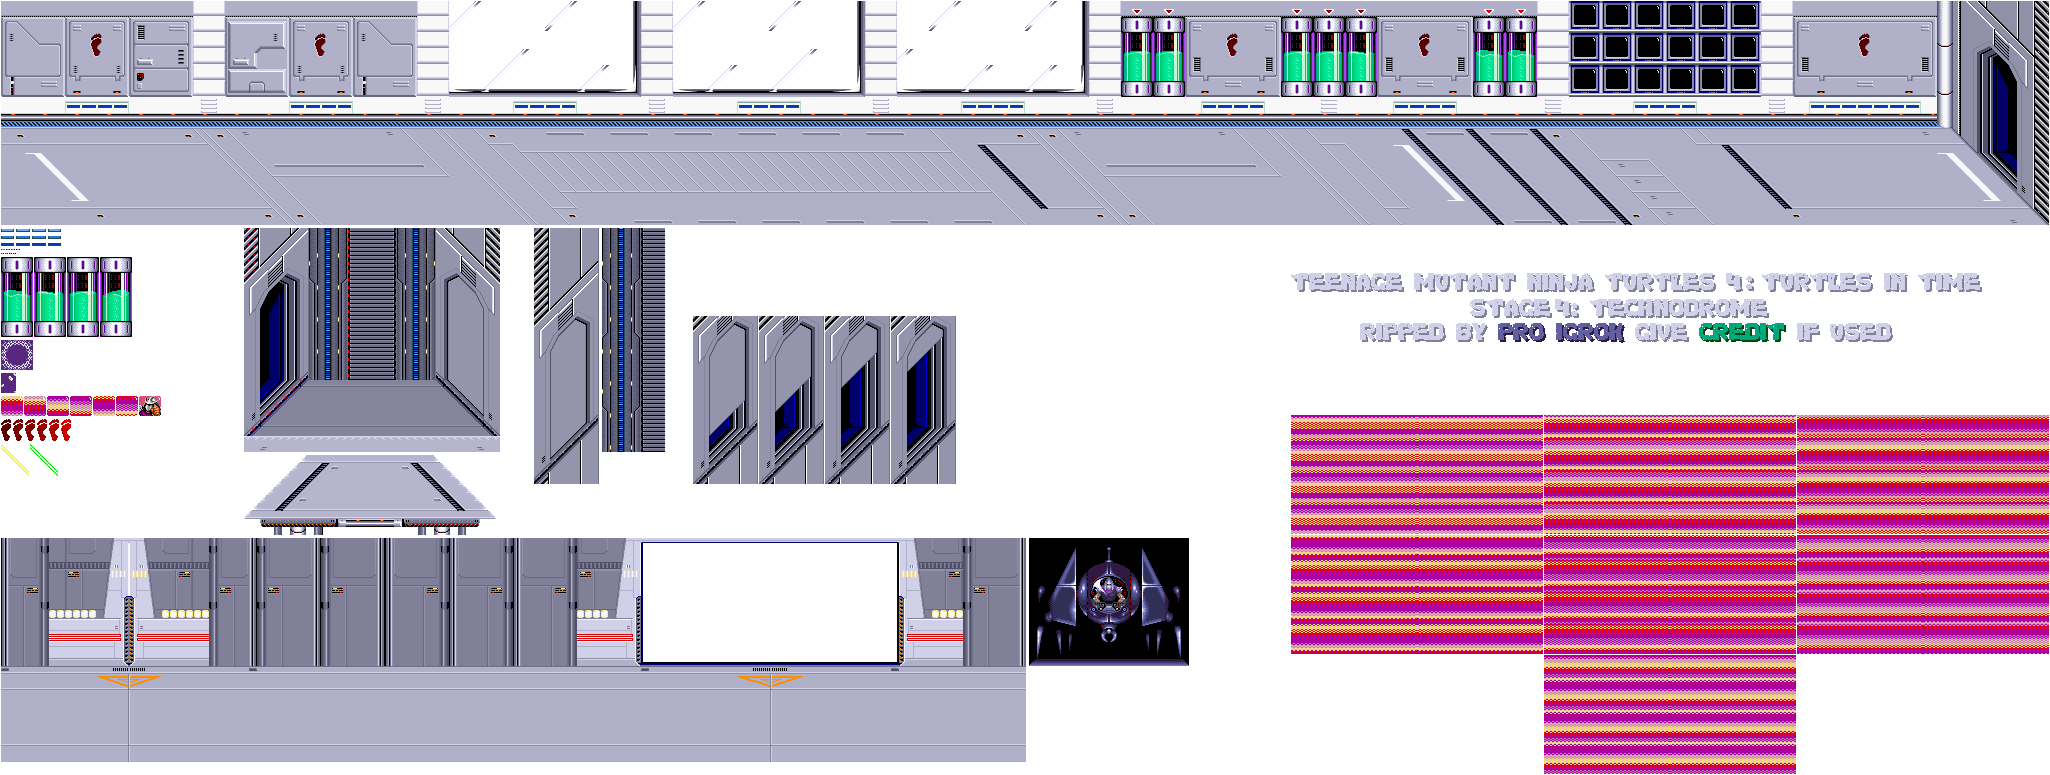 TEENAGE MUTANT NINJA TURTLES 4: TURTLES IN TIME
STAGE 4: TECHNODROME
RIPPED BY PRO IGROK GIVE CREDIT IF USED